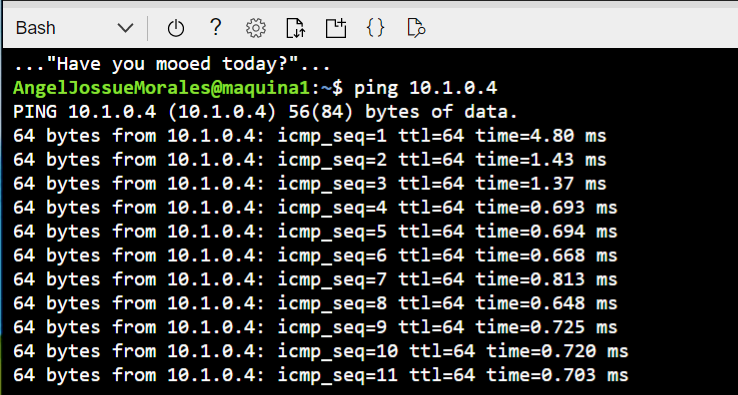 Bash
..."Have you mooed today?"...
AngelJossueMorales@maquina1:~$ ping 10.1.0.4
PING 10.1.0.4 (10.1.0.4) 56(84) bytes of data.
64 bytes from 10.1.0.4: icmp_seq=1 ttl=64 time=4.80 ms
64 bytes from 10.1.0.4: icmp_seq=2 ttl=64 time=1.43 ms
64 bytes from 10.1.0.4: icmp_seq=3 ttl=64 time=1.37 ms
64 bytes from 10.1.0.4: icmp_seq=4 ttl=64 time=0.693 ms
64 bytes from 10.1.0.4: icmp_seq=5 ttl=64 time=0.694 ms
64 bytes from 10.1.0.4: icmp_seq=6 ttl=64 time=0.668 ms
64 bytes from 10.1.0.4: icmp_seq=7 ttl=64 time=0.813 ms
64 bytes from 10.1.0.4: icmp_seq=8 ttl=64 time=0.648 ms
64 bytes from 10.1.0.4: icmp_seq=9 ttl=64 time=0.725 ms
64 bytes from 10.1.0.4: icmp_seq=10 ttl=64 time=0.720 ms
64 bytes from 10.1.0.4: icmp_seq=11 ttl=64 time=0.703 ms